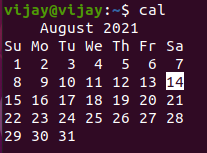 vijay@vijay:~$ cal
August 2021
Su Mo Tu We Th Fr Sa
1 2 3 4 5 6 7
8 9 10 11 12 13 14
15 16 17 18 19 20 21
22 23 24 25 26 27 28
29 30 31